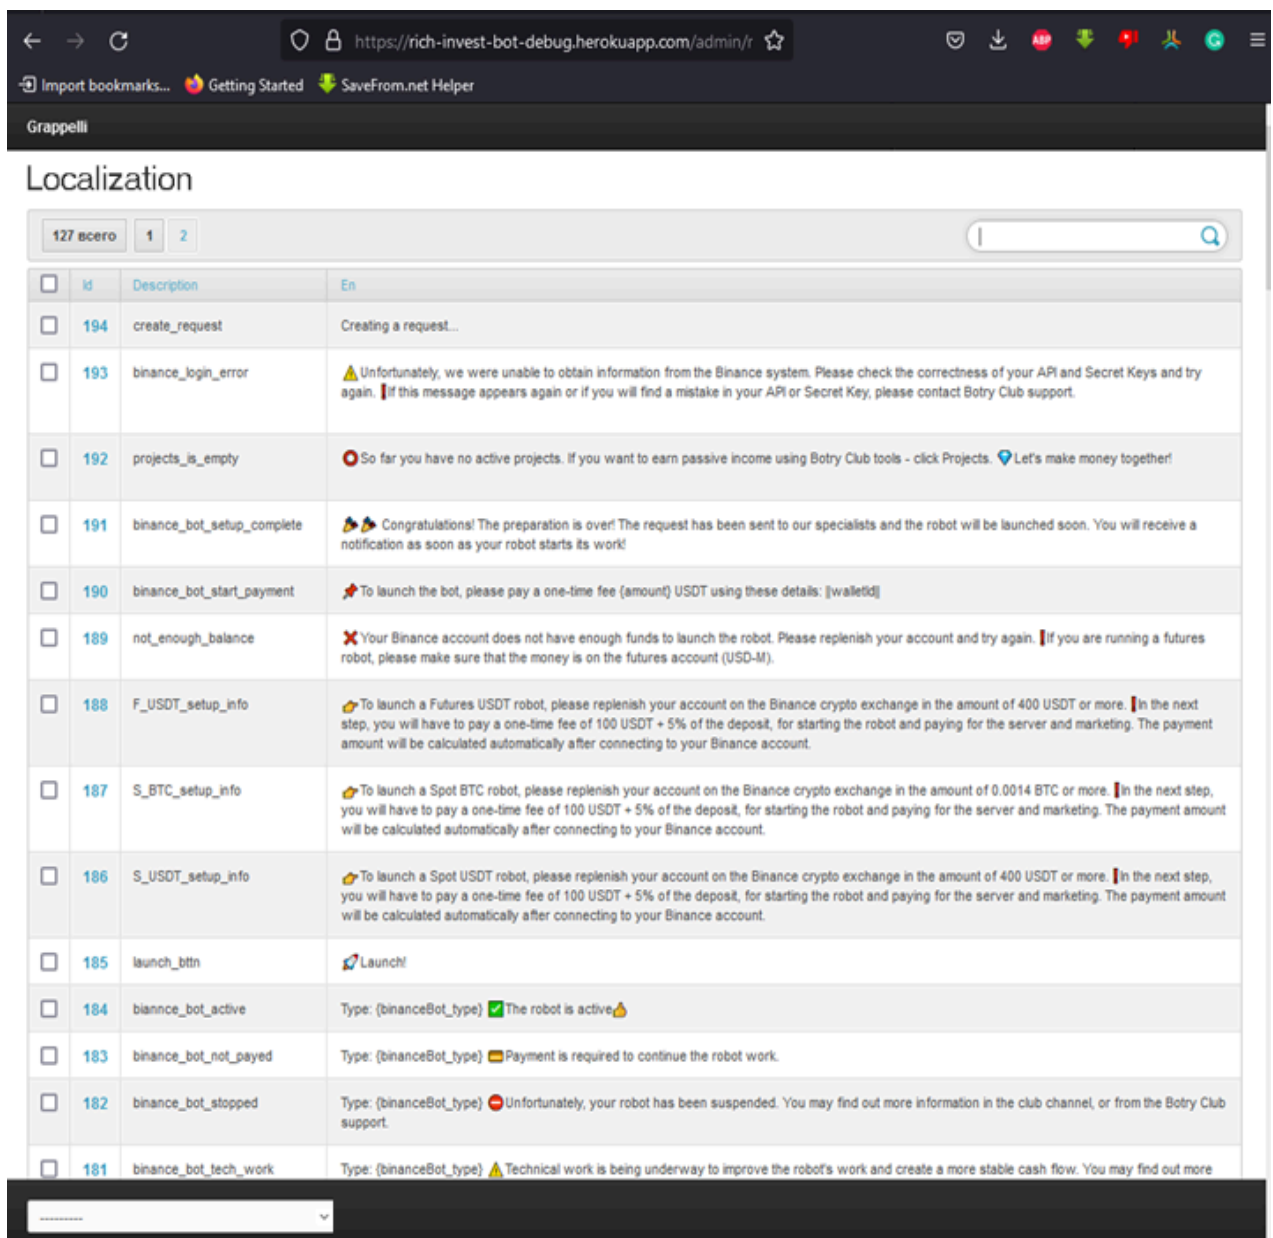 https://rich-invest-bot-debug.herokuapp.com/admin/r
ABP
Import bookmarks... Getting Started SaveFrom.net Helper
Grappelli
Localization
127 всего 1 2
Id Description En
194 create_request Creating a request...
193 binance_login_error Unfortunately, we were unable to obtain information from the Binance system. Please check the correctness of your API and Secret Keys and try
again. If this message appears again or if you will find a mistake in your API or Secret Key, please contact Botry Club support.
192 projects_is_empty So far you have no active projects. If you want to earn passive income using Botry Club tools - click Projects. Let's make money together!
191 binance_bot_setup_complete Congratulations! The preparation is over! The request has been sent to our specialists and the robot will be launched soon. You will receive a
notification as soon as your robot starts its work!
190 binance_bot_start_payment To launch the bot, please pay a one-time fee {amount} USDT using these details: ||walletId||
189 not_enough_balance Your Binance account does not have enough funds to launch the robot. Please replenish your account and try again. If you are running a futures
robot, please make sure that the money is on the futures account (USD-M).
188 F_USDT_setup_info To launch a Futures USDT robot, please replenish your account on the Binance crypto exchange in the amount of 400 USDT or more. In the next
step, you will have to pay a one-time fee of 100 USDT + 5% of the deposit, for starting the robot and paying for the server and marketing. The payment
amount will be calculated automatically after connecting to your Binance account.
187 S_BTC_setup_info To launch a Spot BTC robot, please replenish your account on the Binance crypto exchange in the amount of 0.0014 BTC or more. In the next step,
you will have to pay a one-time fee of 100 USDT + 5% of the deposit, for starting the robot and paying for the server and marketing. The payment amount
will be calculated automatically after connecting to your Binance account.
186 S_USDT_setup_info To launch a Spot USDT robot, please replenish your account on the Binance crypto exchange in the amount of 400 USDT or more. In the next step,
you will have to pay a one-time fee of 100 USDT + 5% of the deposit, for starting the robot and paying for the server and marketing. The payment amount
will be calculated automatically after connecting to your Binance account.
185 launch_bttn Launch!
184 biannce_bot_active Type: {binanceBot_type} The robot is active
183 binance_bot_not_payed Type: {binanceBot_type} Payment is required to continue the robot work.
182 binance_bot_stopped Type: {binanceBot_type} Unfortunately, your robot has been suspended. You may find out more information in the club channel, or from the Botry Club
support.
181 binance_bot_tech_work Type: {binanceBot_type} Technical work is being underway to improve the robot's work and create a more stable cash flow. You may find out more
---------